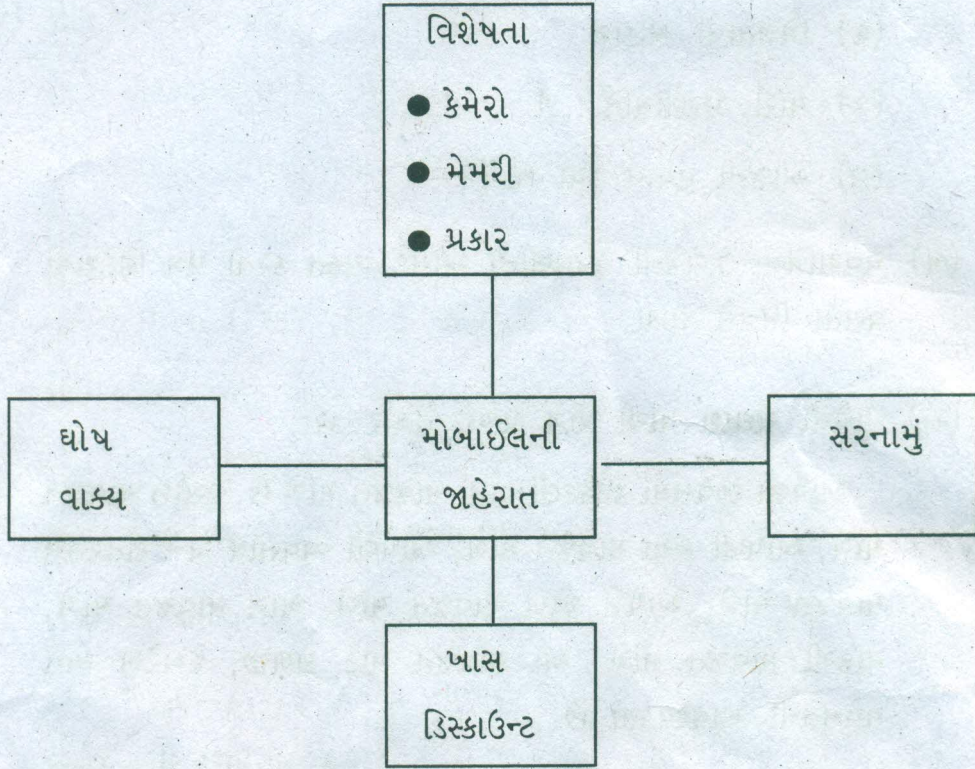 વિશેષતા
● કેમેરો
● મેમરી
● પ્રકાર
ઘોષ
વાક્ય
મોબાઈલની
જાહેરાત
સરનામું
ખાસ
ડિસ્કાઉન્ટ